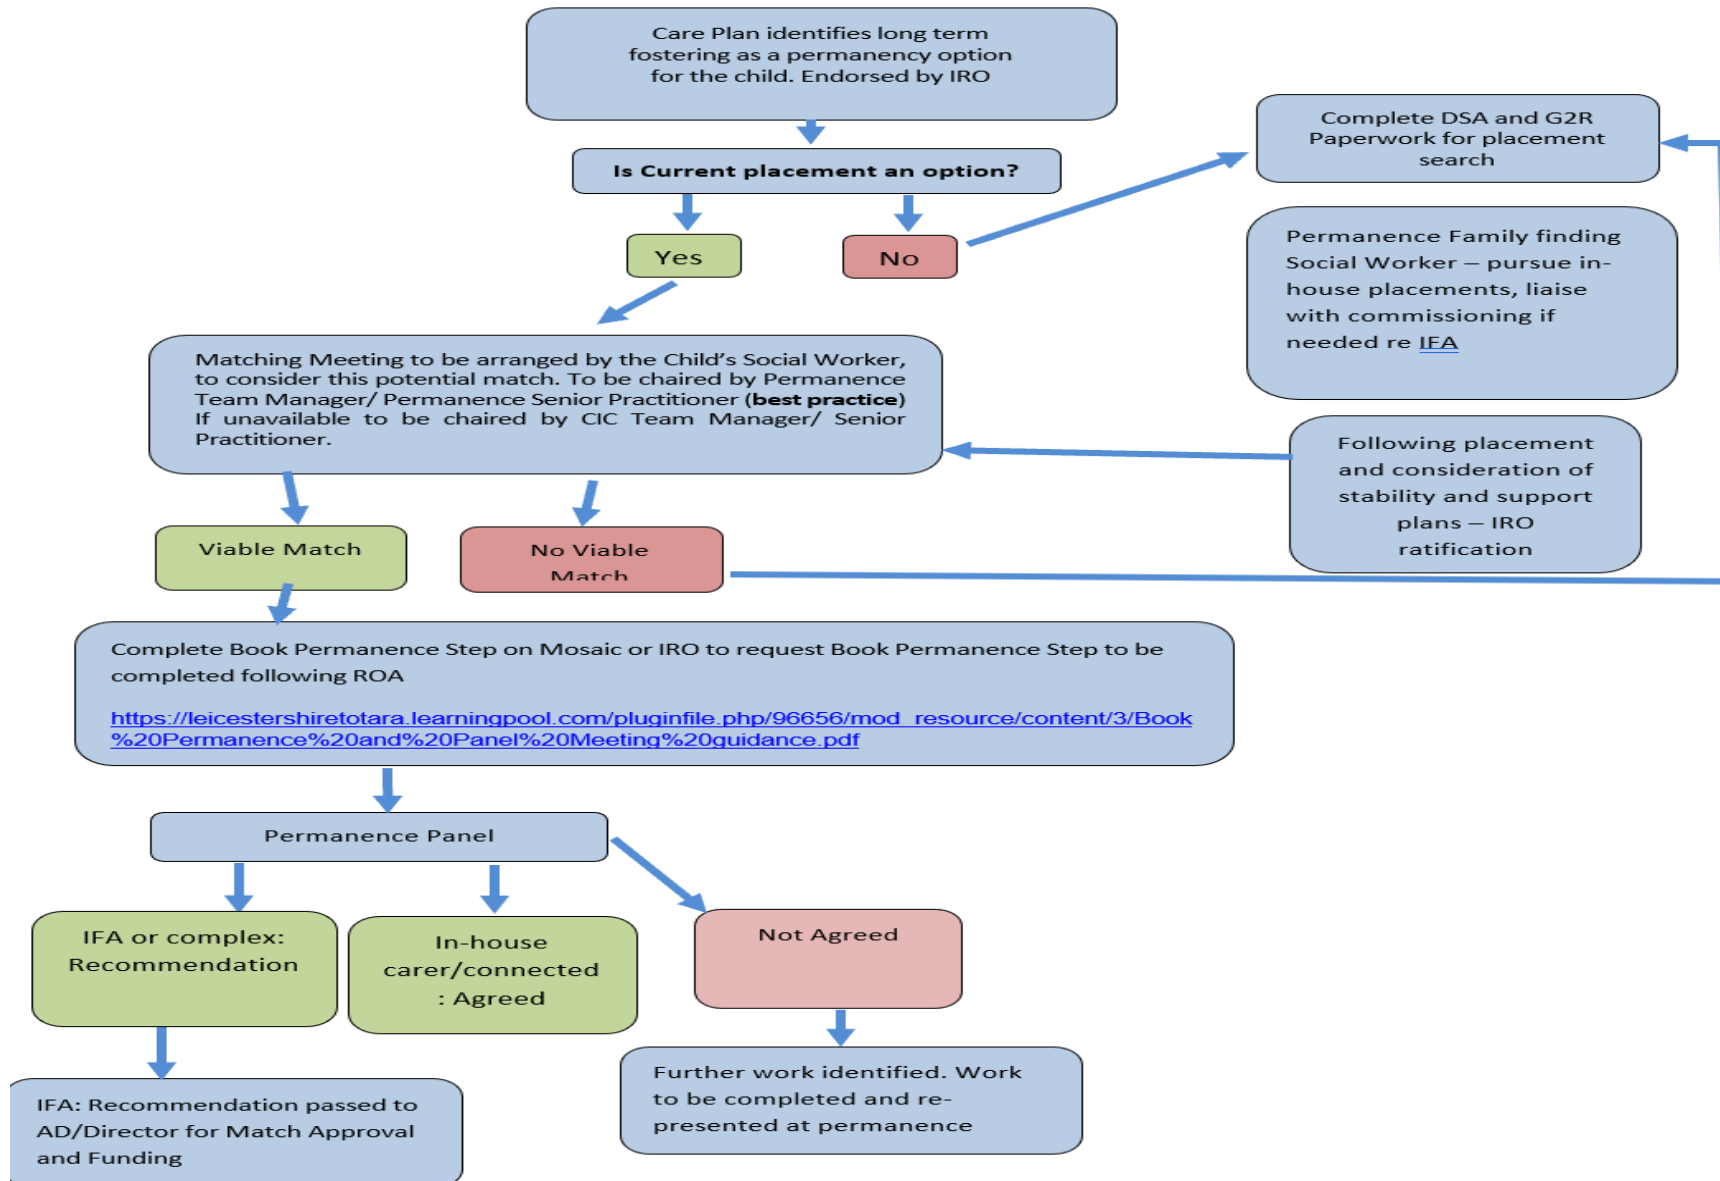 Care Plan identifies long term
fostering as a permanency option
for the child. Endorsed by IRO
Is Current placement an option?
Yes
No
Complete DSA and G2R
Paperwork for placement
search
Permanence Family finding
Social Worker – pursue in-
house placements, liaise
with commissioning if
needed re IFA
Following placement
and consideration of
stability and support
plans – IRO
ratification
Matching Meeting to be arranged by the Child's Social Worker,
to consider this potential match. To be chaired by Permanence
Team Manager/ Permanence Senior Practitioner (best practice)
If unavailable to be chaired by CIC Team Manager/ Senior
Practitioner.
Viable Match
No Viable
Match
Complete Book Permanence Step on Mosaic or IRO to request Book Permanence Step to be
completed following ROA
https://leicestershiretotara.learningpool.com/pluginfile.php/96656/mod_resource/content/3/Book
%20Permanence%20and%20Panel%20Meeting%20guidance.pdf
Permanence Panel
IFA or complex:
Recommendation
In-house
carer/connected
: Agreed
Not Agreed
IFA: Recommendation passed to
AD/Director for Match Approval
and Funding
Further work identified. Work
to be completed and re-
presented at permanence